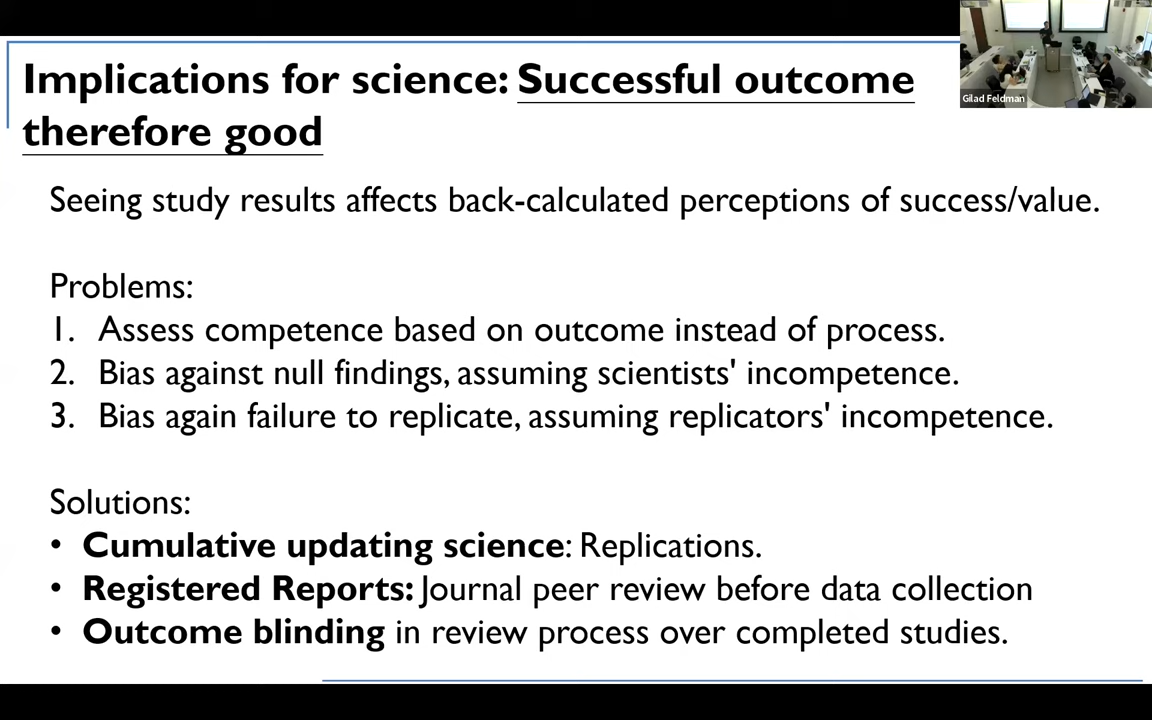 Implications for science: Successful outcome
therefore good
Gilad Feldman
Seeing study results affects back-calculated perceptions of success/value.
Problems:
1. Assess competence based on outcome instead of process.
2. Bias against null findings, assuming scientists' incompetence.
3. Bias again failure to replicate, assuming replicators' incompetence.
Solutions:
• Cumulative updating science: Replications.
• Registered Reports: Journal peer review before data collection
• Outcome blinding in review process over completed studies.